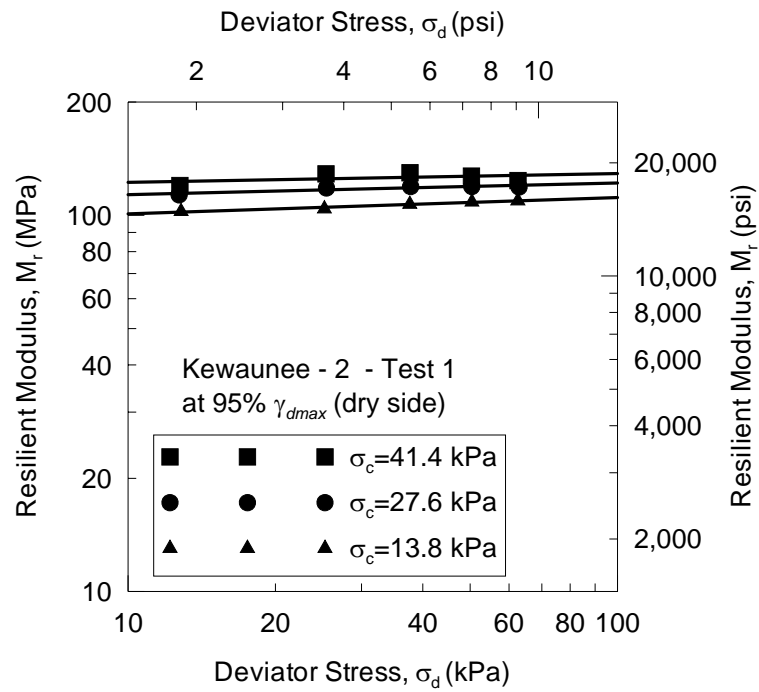 Deviator Stress, σd (psi)
2 4 6 8 10
200
100
80
60
40
20
10
Resilient Modulus, Mr (MPa)
20,000
10,000
8,000
6,000
4,000
2,000
Resilient Modulus, Mr (psi)
Kewaunee - 2 - Test 1
at 95% γdmax (dry side)
σc=41.4 kPa
σc=27.6 kPa
σc=13.8 kPa
10 20 40 60 80 100
Deviator Stress, σd (kPa)